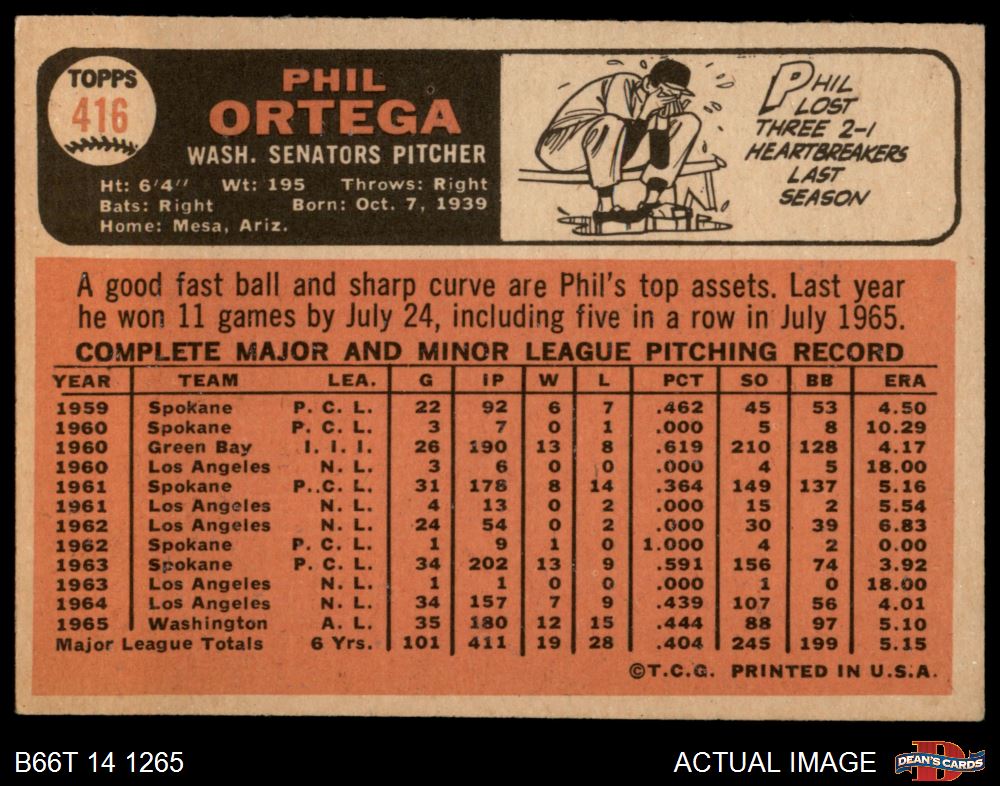 TOPPS
416
PHIL
ORTEGA
WASH. SENATORS PITCHER
Ht: 6'4" Wt: 195 Throws: Right
Bats: Right Born: Oct. 7, 1939
Home: Mesa, Ariz.
PHIL
LOST
THREE 2-1
HEARTBREAKERS
LAST
SEASON
A good fast ball and sharp curve are Phil's top assets. Last year
he won 11 games by July 24, including five in a row in July 1965.
COMPLETE MAJOR AND MINOR LEAGUE PITCHING RECORD
YEAR TEAM LEA. G IP W L PCT SO BB ERA
1959 Spokane P. C. L. 22 92 6 7 .462 45 53 4.50
1960 Spokane P. C. L. 3 7 0 1 .000 5 8 10.29
1960 Green Bay I. I. I. 26 190 13 8 .619 210 128 4.17
1960 Los Angeles N. L. 3 6 0 0 .000 4 5 18.00
1961 Spokane P. C. L. 31 178 8 14 .364 149 137 5.16
1961 Los Angeles N. L. 4 13 0 2 .000 15 2 5.54
1962 Los Angeles N. L. 24 54 0 2 .000 30 39 6.83
1962 Spokane P. C. L. 1 9 1 0 1.000 4 2 0.00
1963 Spokane P. C. L. 34 202 13 9 .591 156 74 3.92
1963 Los Angeles N. L. 1 1 0 0 .000 1 0 18.00
1964 Los Angeles N. L. 34 157 7 9 .439 107 56 4.01
1965 Washington A. L. 35 180 12 15 .444 88 97 5.10
Major League Totals 6 Yrs. 101 411 19 28 .404 245 199 5.15
©T.C.G. PRINTED IN U.S.A.
B66T 14 1265
ACTUAL IMAGE
DEAN'S CARDS